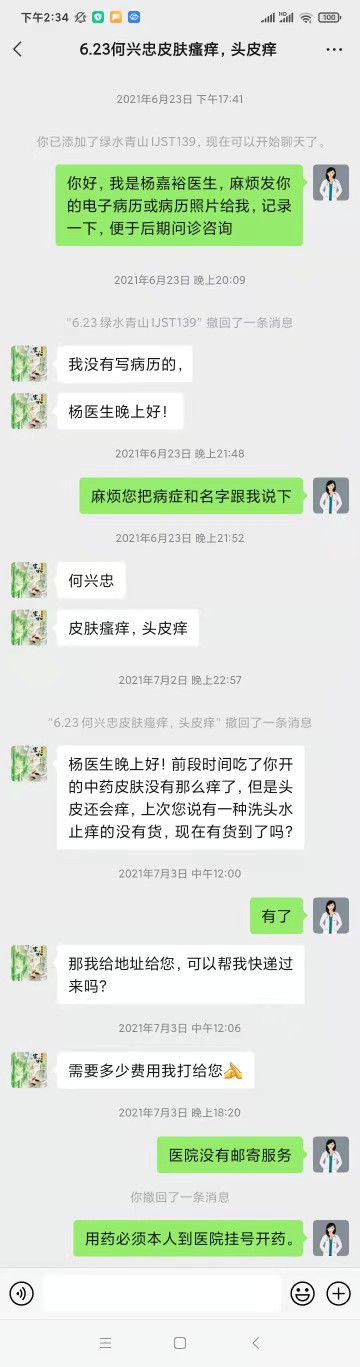 下午2:34
100
6.23何兴忠皮肤瘙痒，头皮痒
2021年6月23日 下午17:41
你已添加了绿水青山IJST139，现在可以开始聊天了。
你好，我是杨嘉裕医生，麻烦发你
的电子病历或病历照片给我，记录
一下，便于后期问诊咨询
2021年6月23日 晚上20:09
“6.23 绿水青山IJST139” 撤回了一条消息
我没有写病历的，
杨医生晚上好！
2021年6月23日 晚上21:48
麻烦您把病症和名字跟我说下
2021年6月23日 晚上21:52
何兴忠
皮肤瘙痒，头皮痒
2021年7月2日 晚上22:57
“6.23 何兴忠皮肤瘙痒，头皮痒” 撤回了一条消息
杨医生晚上好！前段时间吃了你开
的中药皮肤没有那么痒了，但是头
皮还会痒，上次您说有一种洗头水
止痒的没有货，现在有货到了吗？
2021年7月3日 中午12:00
有了
那我给地址给您，可以帮我快递过
来吗？
2021年7月3日 中午12:06
需要多少费用我打给您🙏
2021年7月3日 晚上18:20
医院没有邮寄服务
你撤回了一条消息
用药必须本人到医院挂号开药。